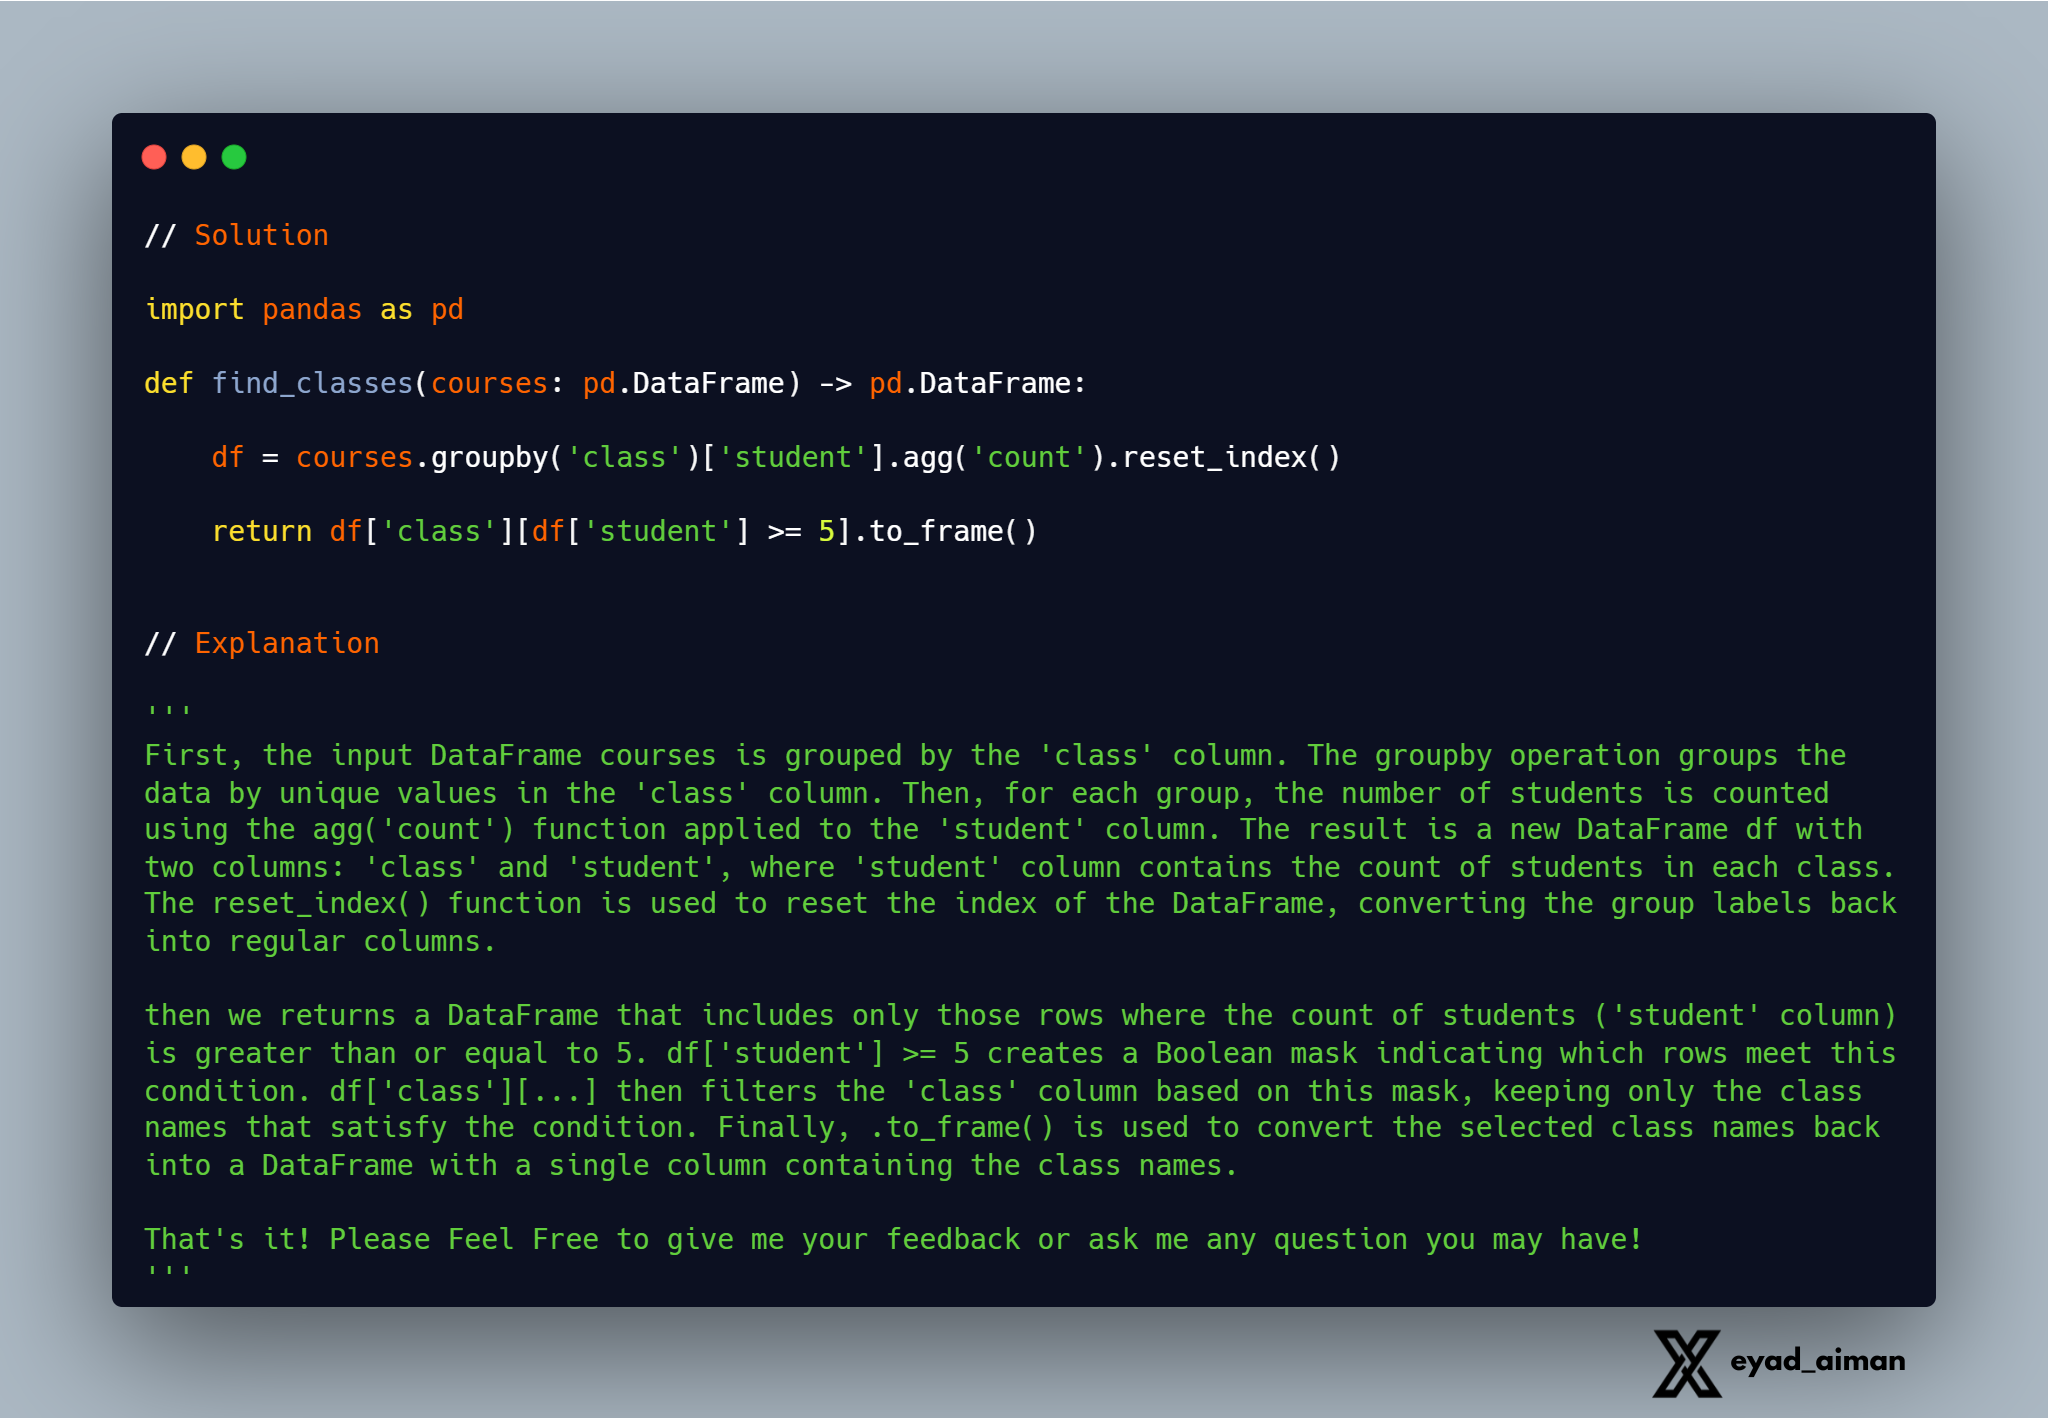 // Solution
import pandas as pd
def find_classes(courses: pd.DataFrame) -> pd.DataFrame:
    df = courses.groupby('class')['student'].agg('count').reset_index()
    return df['class'][df['student'] >= 5].to_frame()
// Explanation
'''
First, the input DataFrame courses is grouped by the 'class' column. The groupby operation groups the
data by unique values in the 'class' column. Then, for each group, the number of students is counted
using the agg('count') function applied to the 'student' column. The result is a new DataFrame df with
two columns: 'class' and 'student', where 'student' column contains the count of students in each class.
The reset_index() function is used to reset the index of the DataFrame, converting the group labels back
into regular columns.
then we returns a DataFrame that includes only those rows where the count of students ('student' column)
is greater than or equal to 5. df['student'] >= 5 creates a Boolean mask indicating which rows meet this
condition. df['class'][...] then filters the 'class' column based on this mask, keeping only the class
names that satisfy the condition. Finally, .to_frame() is used to convert the selected class names back
into a DataFrame with a single column containing the class names.
That's it! Please Feel Free to give me your feedback or ask me any question you may have!
'''
eyad_aiman